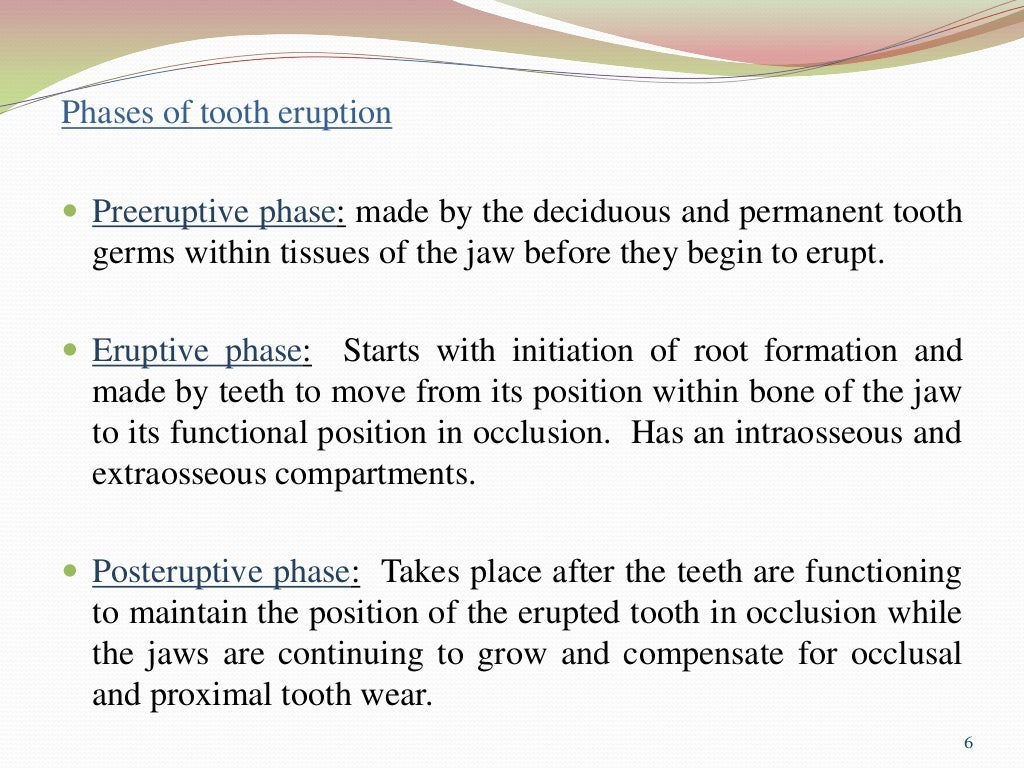 Phases of tooth eruption
• Preeruptive phase: made by the deciduous and permanent tooth
germs within tissues of the jaw before they begin to erupt.
• Eruptive phase: Starts with initiation of root formation and
made by teeth to move from its position within bone of the jaw
to its functional position in occlusion. Has an intraosseous and
extraosseous compartments.
• Posteruptive phase: Takes place after the teeth are functioning
to maintain the position of the erupted tooth in occlusion while
the jaws are continuing to grow and compensate for occlusal
and proximal tooth wear.
6